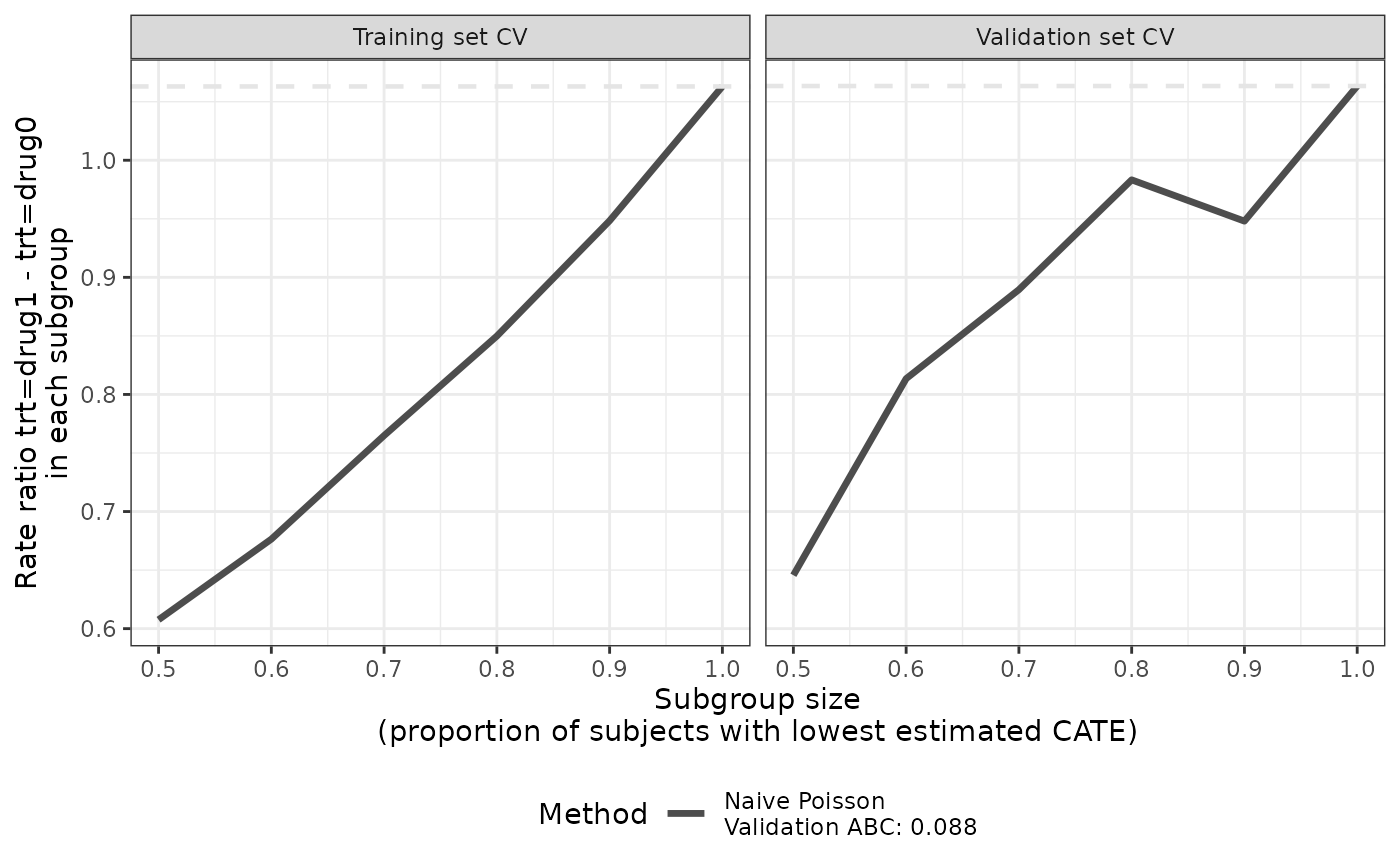 Training set CV
Validation set CV
Rate ratio trt=drug1 - trt=drug0
in each subgroup
1.0
0.9
0.8
0.7
0.6
0.5 0.6 0.7 0.8 0.9 1.0
0.5 0.6 0.7 0.8 0.9 1.0
Subgroup size
(proportion of subjects with lowest estimated CATE)
Method
Naive Poisson
Validation ABC: 0.088